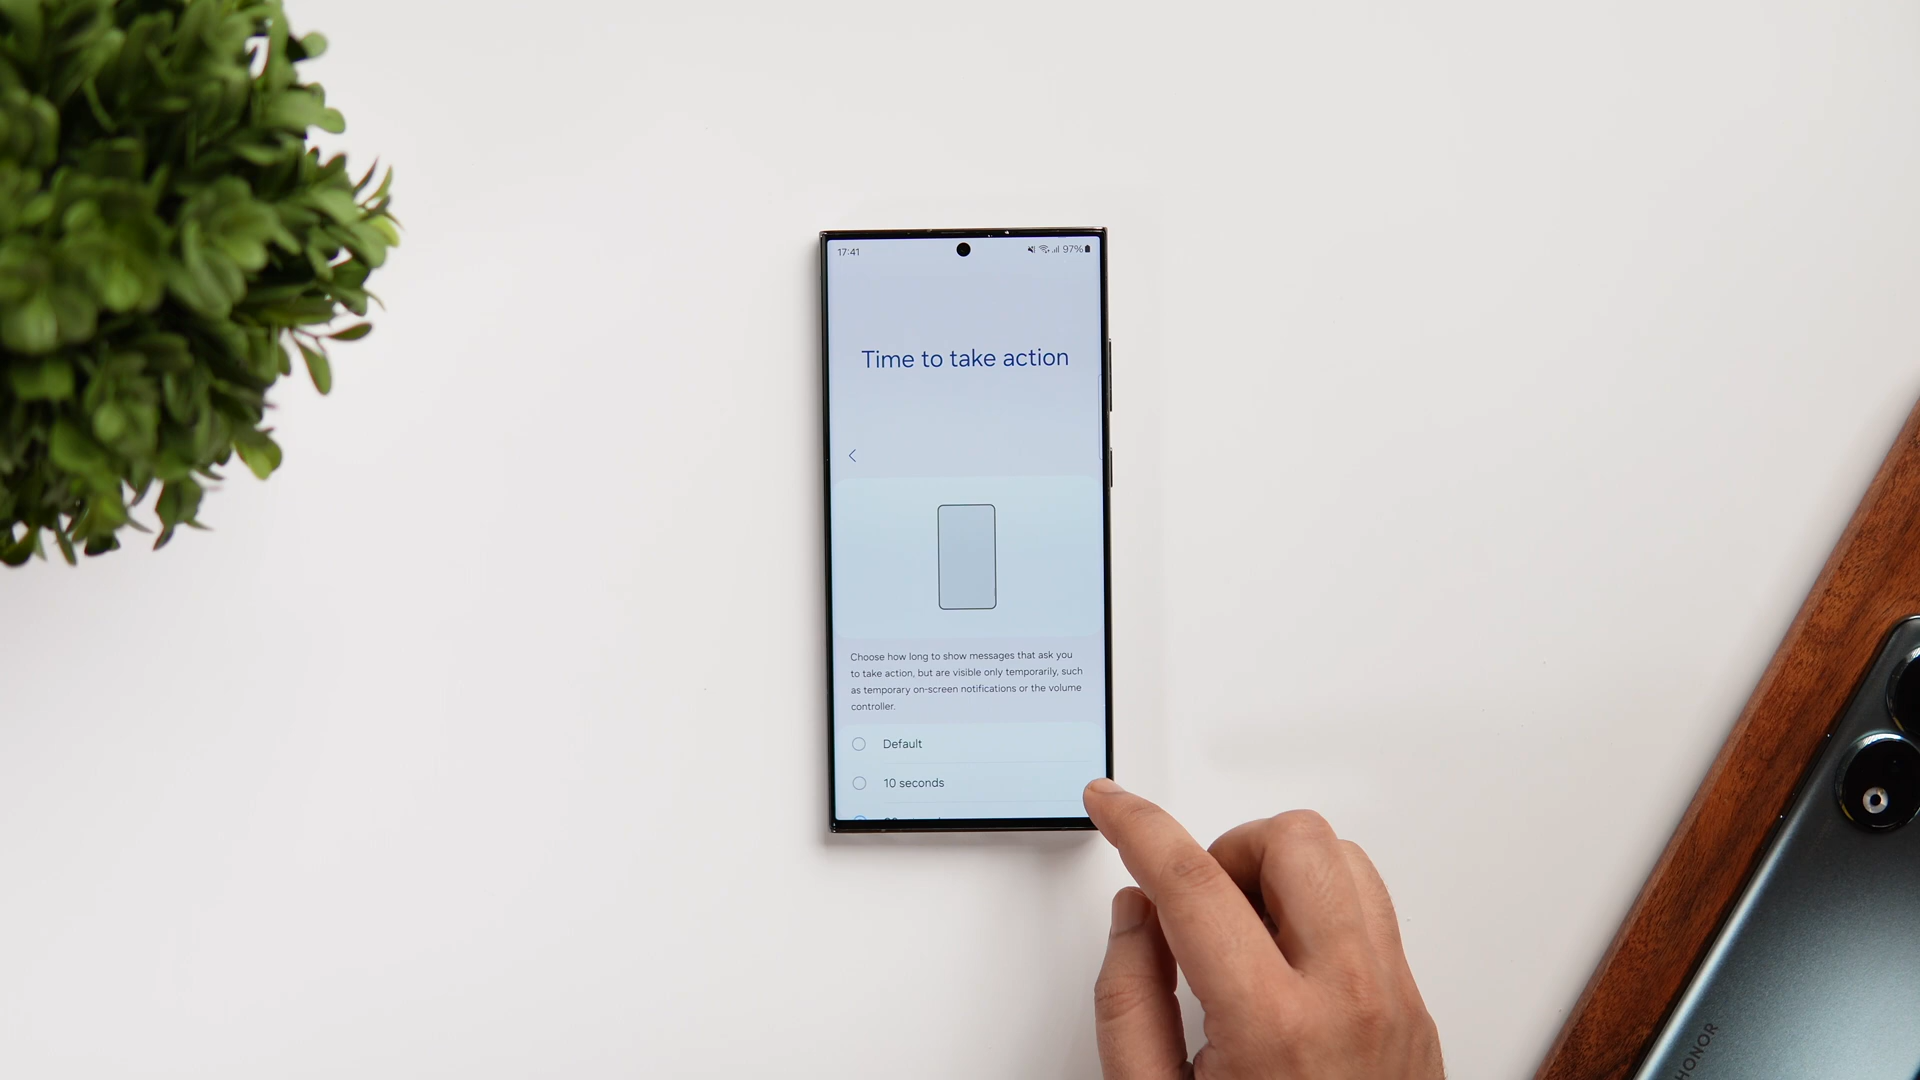 17:41
97%
Time to take action
Choose how long to show messages that ask you
to take action, but are visible only temporarily, such
as temporary on-screen notifications or the volume
controller.
Default
10 seconds
HONOR